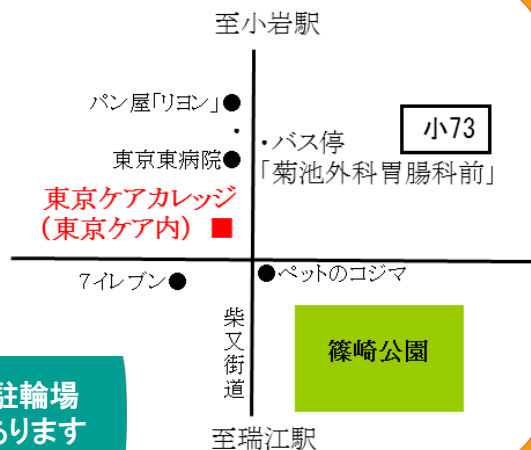 至小岩駅
パン屋「リヨン」
小73
・バス停
「菊池外科胃腸科前」
東京東病院
東京ケアカレッジ
(東京ケア内)
7イレブン
ペットのコジマ
柴又街道
篠崎公園
駐輪場
あります
至瑞江駅